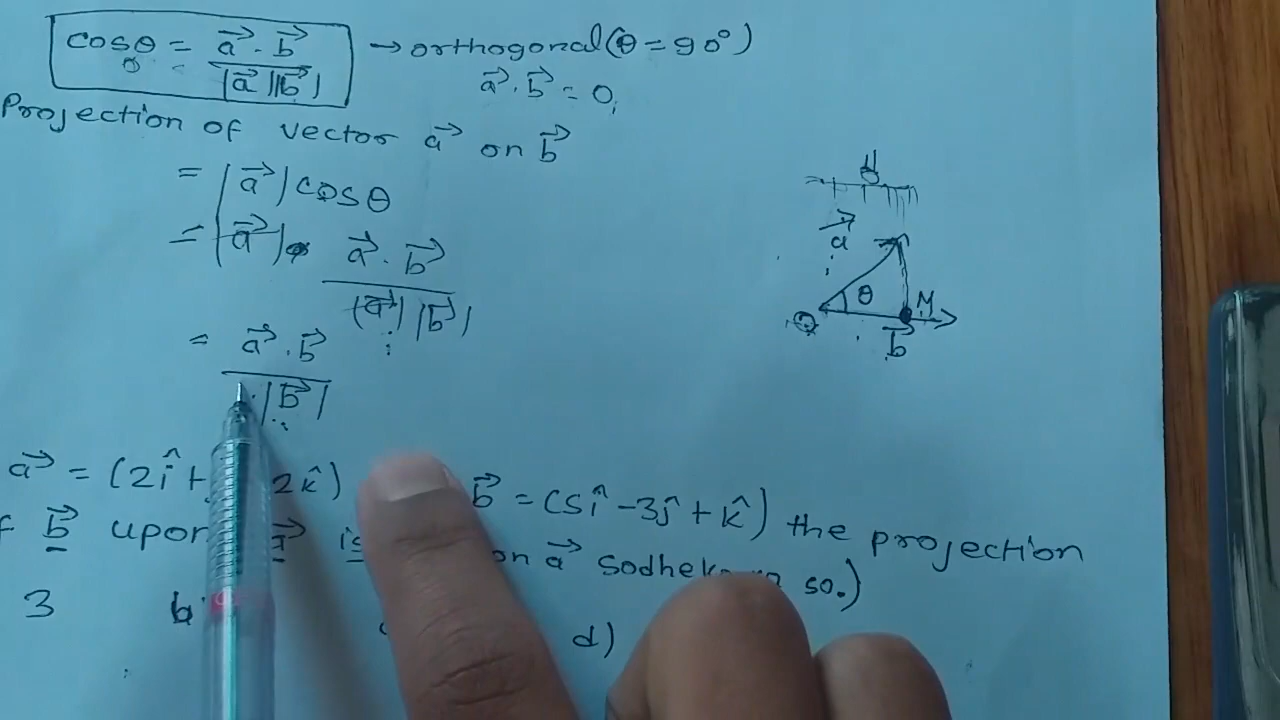 cosθ = a⃗ . b⃗ / |a⃗||b⃗| → orthogonal(θ = 90°)
θ =
a⃗ . b⃗ = 0,
Projection of vector a⃗ on b⃗
= |a⃗| cosθ
= |a⃗| . a⃗ . b⃗ / |a⃗| |b⃗|
= a⃗ . b⃗ / |b⃗|
a⃗
θ
M
b⃗
a⃗ = (2î + 2k̂) b⃗ = (5î - 3ĵ + k̂) the projection
b⃗ upon a⃗ is on a⃗ so.)
3 b d)